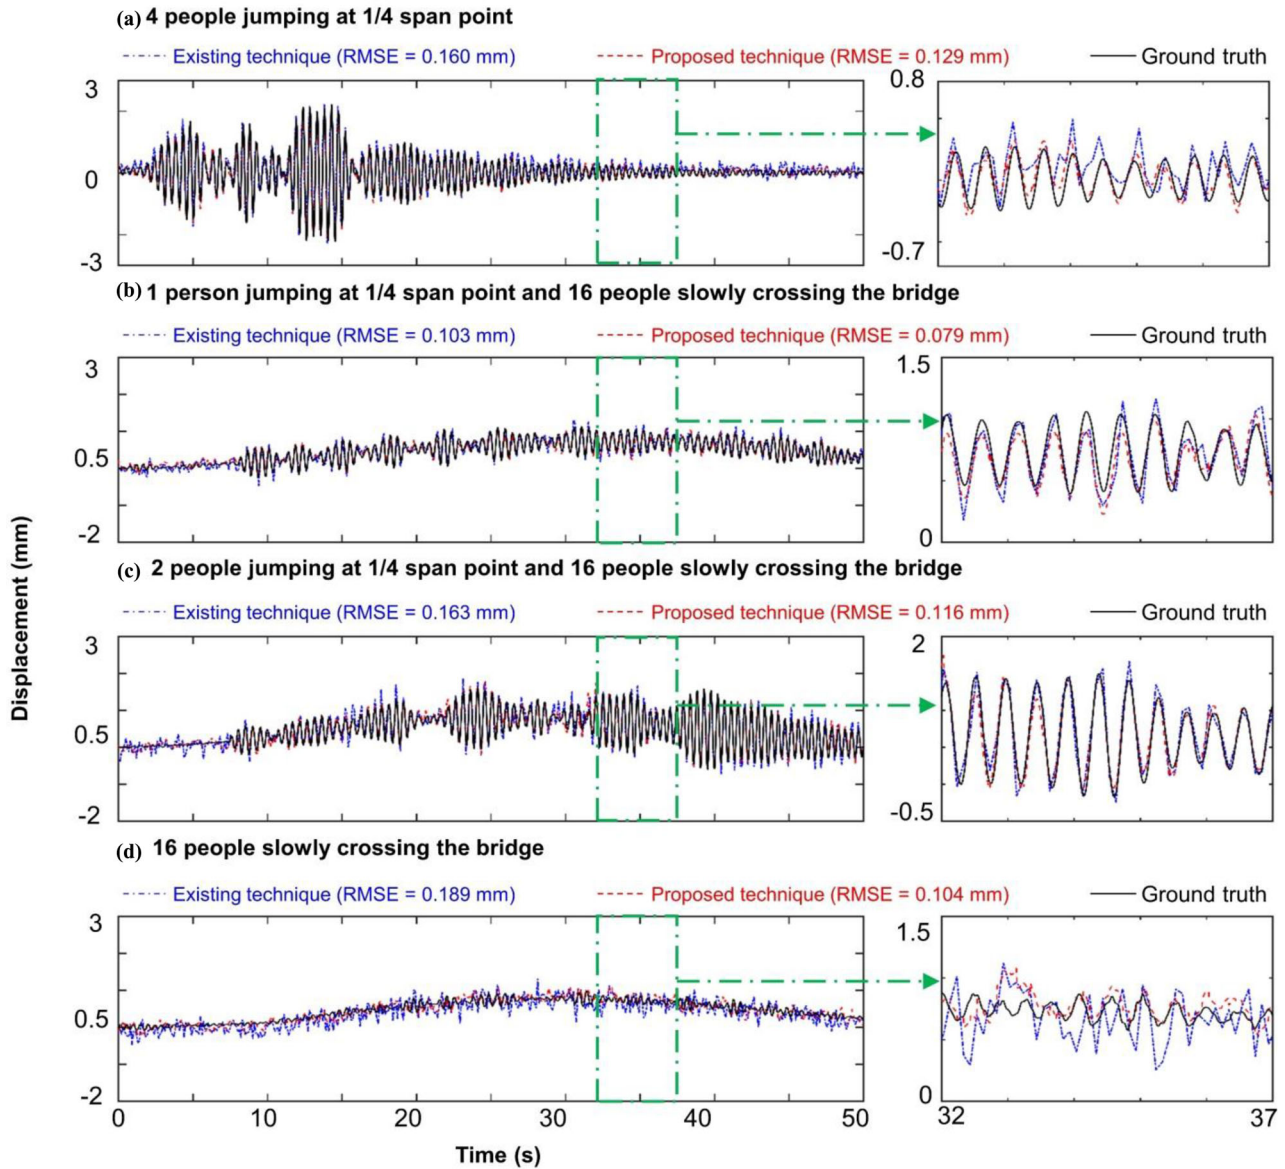 (a) 4 people jumping at 1/4 span point
Existing technique (RMSE = 0.160 mm) Proposed technique (RMSE = 0.129 mm) Ground truth
3
0
-3
0.8
-0.7
(b) 1 person jumping at 1/4 span point and 16 people slowly crossing the bridge
Existing technique (RMSE = 0.103 mm) Proposed technique (RMSE = 0.079 mm) Ground truth
3
0.5
-2
1.5
0
(c) 2 people jumping at 1/4 span point and 16 people slowly crossing the bridge
Existing technique (RMSE = 0.163 mm) Proposed technique (RMSE = 0.116 mm) Ground truth
3
0.5
-2
2
-0.5
(d) 16 people slowly crossing the bridge
Existing technique (RMSE = 0.189 mm) Proposed technique (RMSE = 0.104 mm) Ground truth
3
0.5
-2
1.5
0
0 10 20 30 40 50 32 37
Time (s)
Displacement (mm)